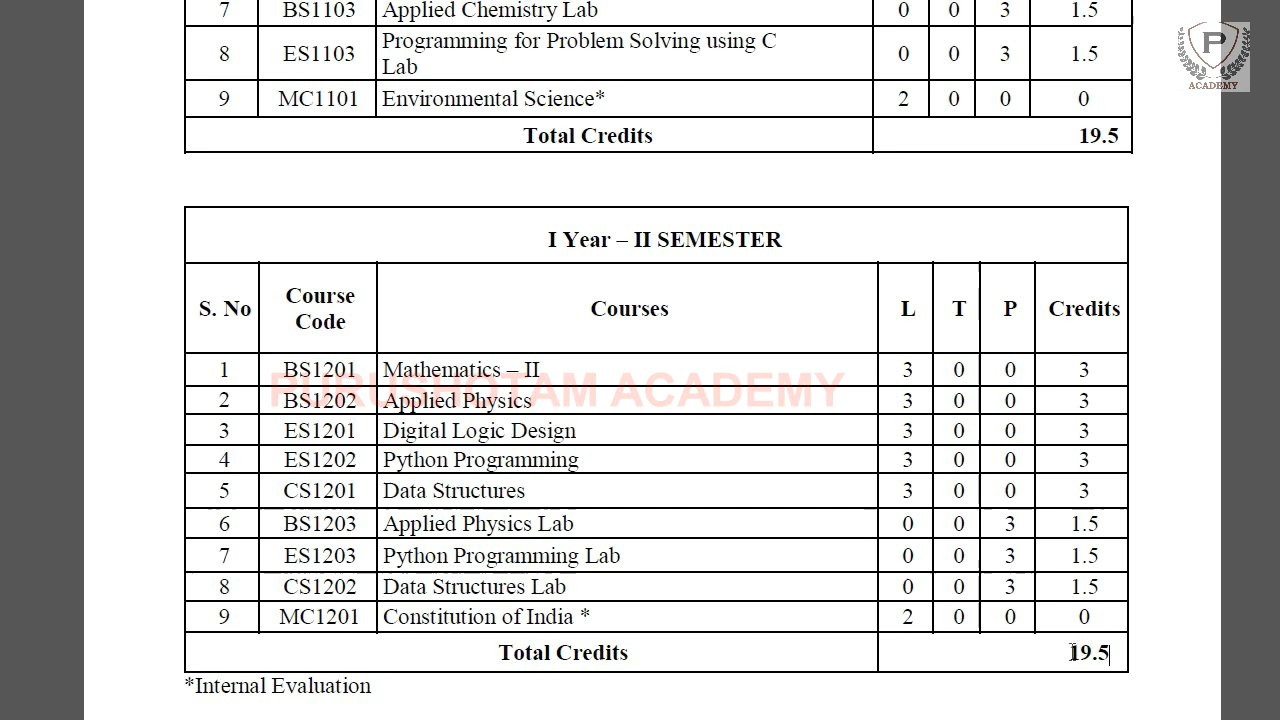 7 BS1103 Applied Chemistry Lab 0 0 3 1.5
8 ES1103 Programming for Problem Solving using C Lab 0 0 3 1.5
9 MC1101 Environmental Science* 2 0 0 0
Total Credits 19.5
P
ACADEMY
I Year – II SEMESTER
S. No Course Code Courses L T P Credits
1 BS1201 Mathematics – II 3 0 0 3
PURUSHOTAM ACADEMY
2 BS1202 Applied Physics 3 0 0 3
3 ES1201 Digital Logic Design 3 0 0 3
4 ES1202 Python Programming 3 0 0 3
5 CS1201 Data Structures 3 0 0 3
6 BS1203 Applied Physics Lab 0 0 3 1.5
7 ES1203 Python Programming Lab 0 0 3 1.5
8 CS1202 Data Structures Lab 0 0 3 1.5
9 MC1201 Constitution of India * 2 0 0 0
Total Credits 19.5
*Internal Evaluation